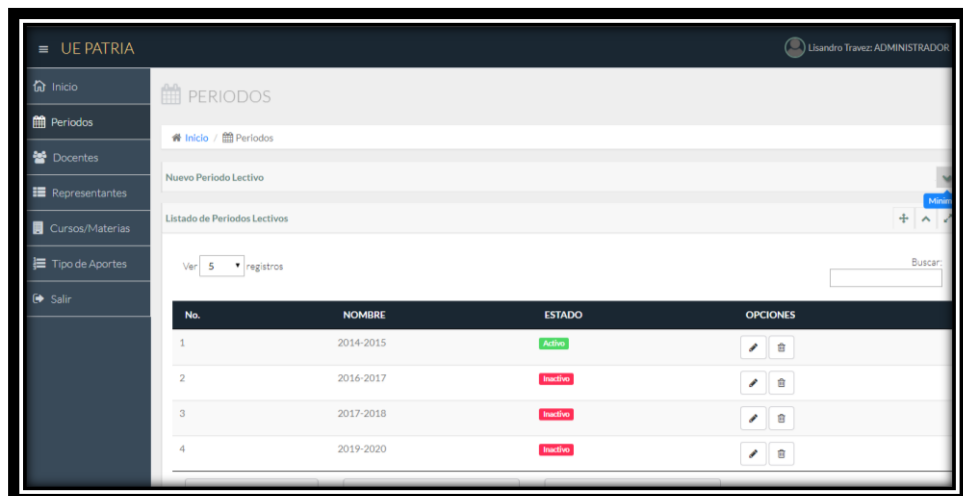 UE PATRIA
Lisandro Travez: ADMINISTRADOR
Inicio
Periodos
Docentes
Representantes
Cursos/Materias
Tipo de Aportes
Salir
PERIODOS
Inicio / Periodos
Nuevo Periodo Lectivo
Minim
Listado de Periodos Lectivos
Ver 5 registros
Buscar:
No. NOMBRE ESTADO OPCIONES
1 2014-2015 Activo
2 2016-2017 Inactivo
3 2017-2018 Inactivo
4 2019-2020 Inactivo